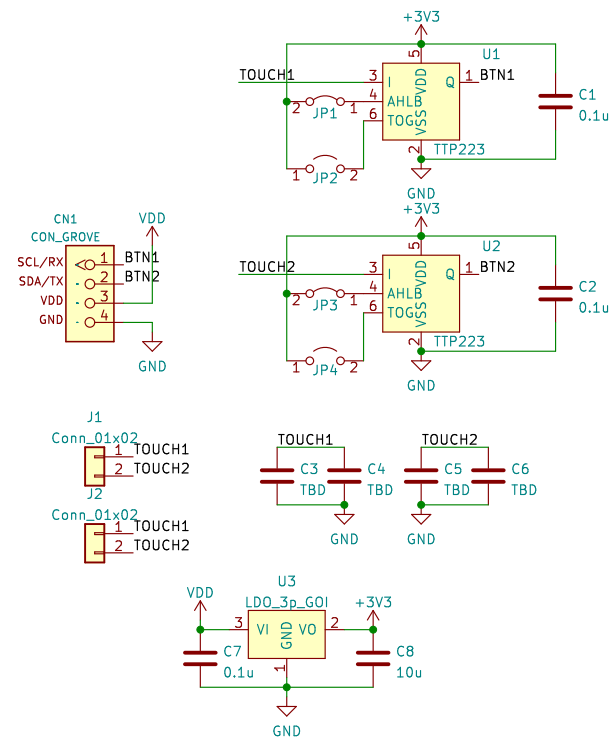 +3V3
U1
5
TOUCH1
3
I
VDD
Q
1
BTN1
C1
2
JP1
1
4
AHLB
0.1u
6
TOG
VSS
1
JP2
2
2
TTP223
GND
+3V3
CN1
VDD
CON_GROVE
U2
5
SCL/RX
1
BTN1
SDA/TX
2
BTN2
TOUCH2
3
I
VDD
Q
1
BTN2
VDD
3
C2
2
JP3
1
4
AHLB
0.1u
GND
4
6
TOG
VSS
GND
1
JP4
2
2
TTP223
GND
J1
Conn_01x02
1
TOUCH1
2
TOUCH2
J2
Conn_01x02
1
TOUCH1
2
TOUCH2
TOUCH1
C3
TBD
C4
TBD
GND
TOUCH2
C5
TBD
C6
TBD
GND
U3
VDD
LDO_3p_GOI
+3V3
3
VI
GND
VO
2
C7
0.1u
1
C8
10u
GND